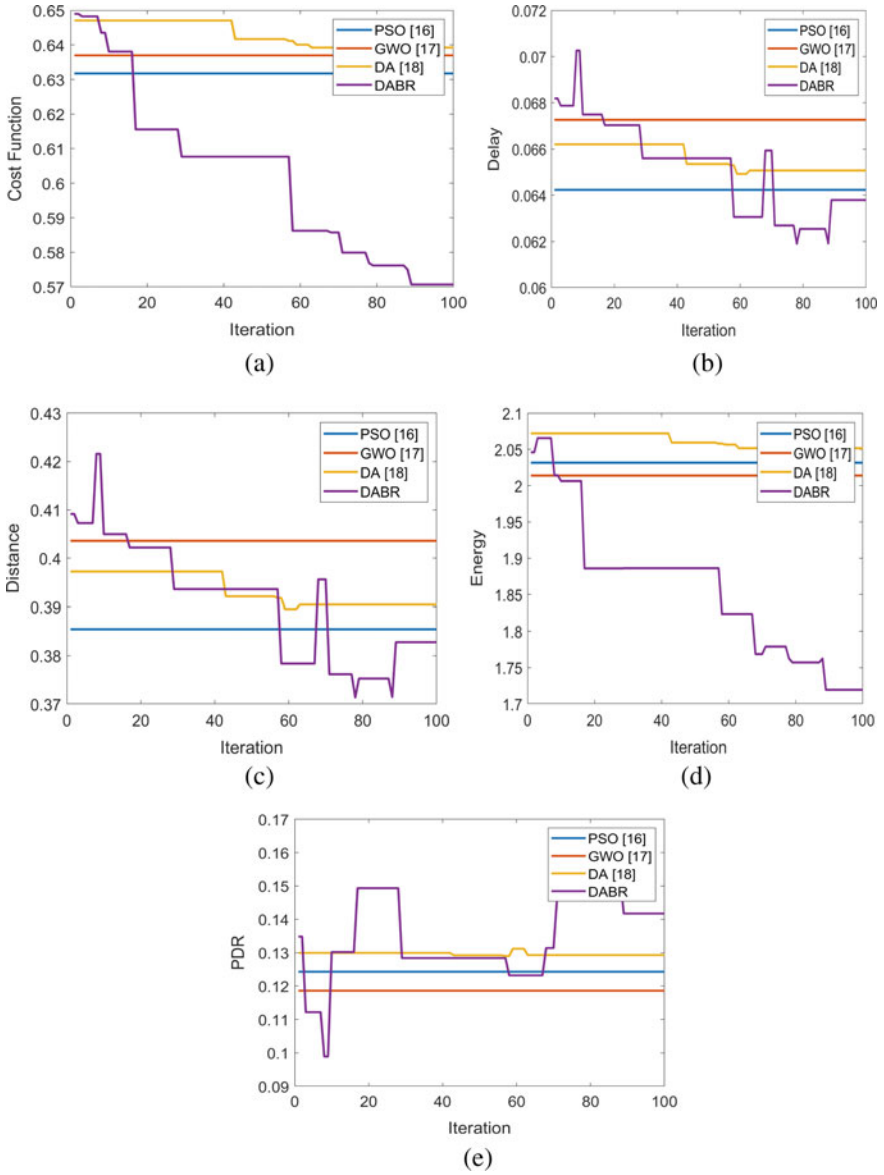 0.65
0.64
0.63
0.62
0.61
0.6
0.59
0.58
0.57
Cost Function
0 20 40 60 80 100
Iteration
PSO [16]
GWO [17]
DA [18]
DABR
(a)
0.072
0.07
0.068
0.066
0.064
0.062
0.06
Delay
0 20 40 60 80 100
Iteration
PSO [16]
GWO [17]
DA [18]
DABR
(b)
0.43
0.42
0.41
0.4
0.39
0.38
0.37
Distance
0 20 40 60 80 100
Iteration
PSO [16]
GWO [17]
DA [18]
DABR
(c)
2.1
2.05
2
1.95
1.9
1.85
1.8
1.75
1.7
Energy
0 20 40 60 80 100
Iteration
PSO [16]
GWO [17]
DA [18]
DABR
(d)
0.17
0.16
0.15
0.14
0.13
0.12
0.11
0.1
0.09
PDR
0 20 40 60 80 100
Iteration
PSO [16]
GWO [17]
DA [18]
DABR
(e)